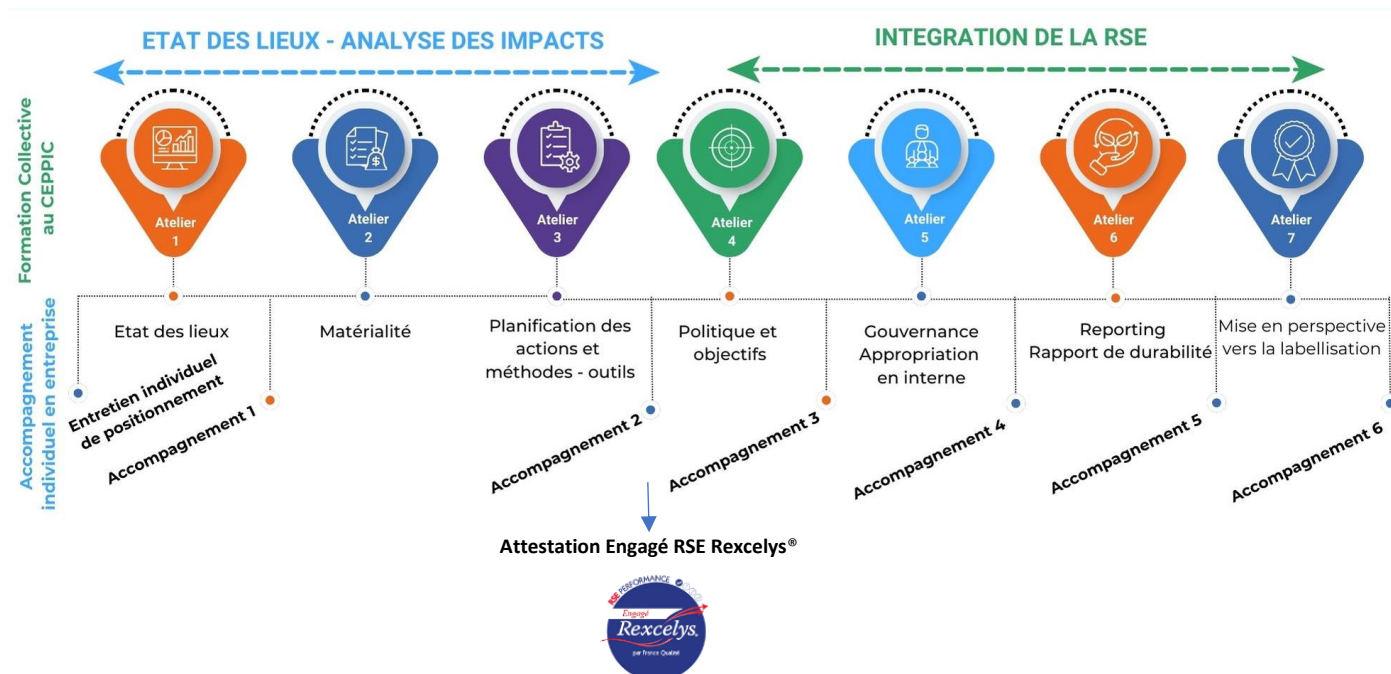 ETAT DES LIEUX - ANALYSE DES IMPACTS
INTEGRATION DE LA RSE
Formation Collective
au CEPPIC
Atelier
1
Atelier
2
Atelier
3
Atelier
4
Atelier
5
Atelier
6
Atelier
7
Accompagnement
individuel en entreprise
Etat des lieux
Matérialité
Planification des
actions et
méthodes - outils
Politique et
objectifs
Gouvernance
Appropriation
en interne
Reporting
Rapport de durabilité
Mise en perspective
vers la labellisation
Entretien individuel
de positionnement
Accompagnement 1
Accompagnement 2
Accompagnement 3
Accompagnement 4
Accompagnement 5
Accompagnement 6
Attestation Engagé RSE Rexcelys®
RSE PERFORMANCE
Engagé
Rexcelys
par France Qualité